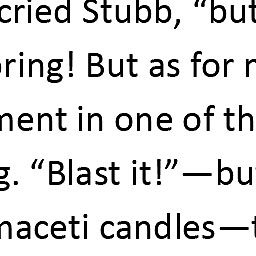 cried Stubb, “but
oring! But as for
ment in one of th
g. “Blast it!”—bu
maceti candles—